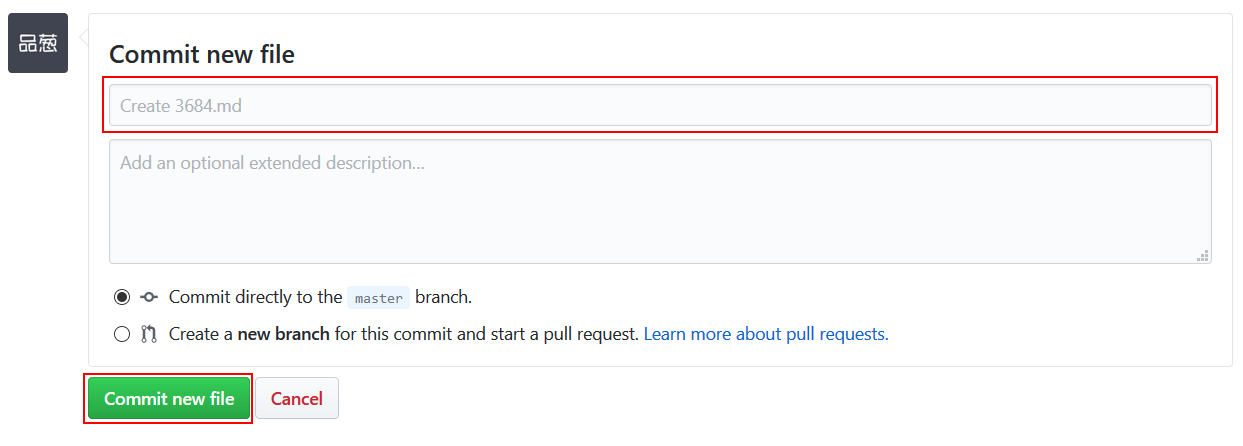 品葱
Commit new file
Create 3684.md
Add an optional extended description…
Commit directly to the master branch.
Create a new branch for this commit and start a pull request. Learn more about pull requests.
Commit new file
Cancel